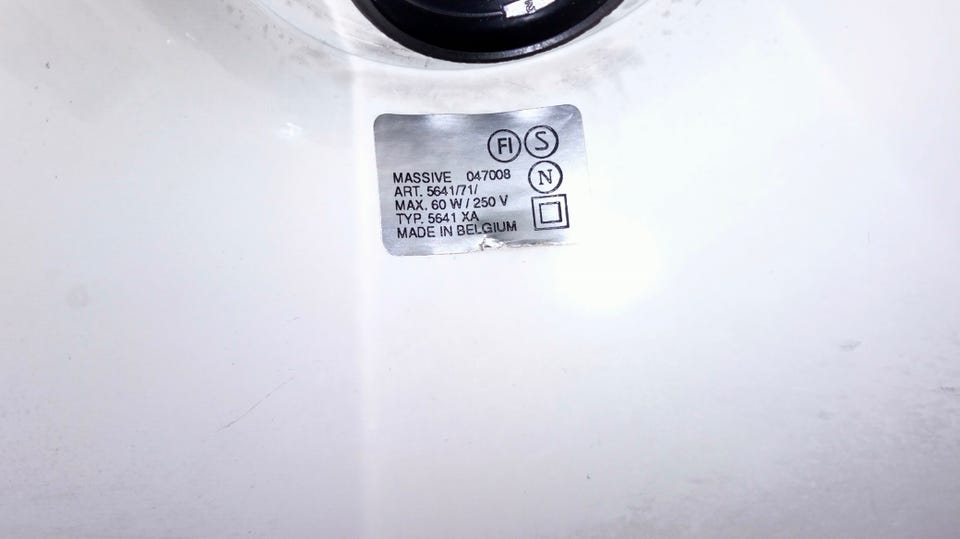 FI S
MASSIVE 047008 N
ART. 5641/71/
MAX. 60 W / 250 V
TYP. 5641 XA
MADE IN BELGIUM